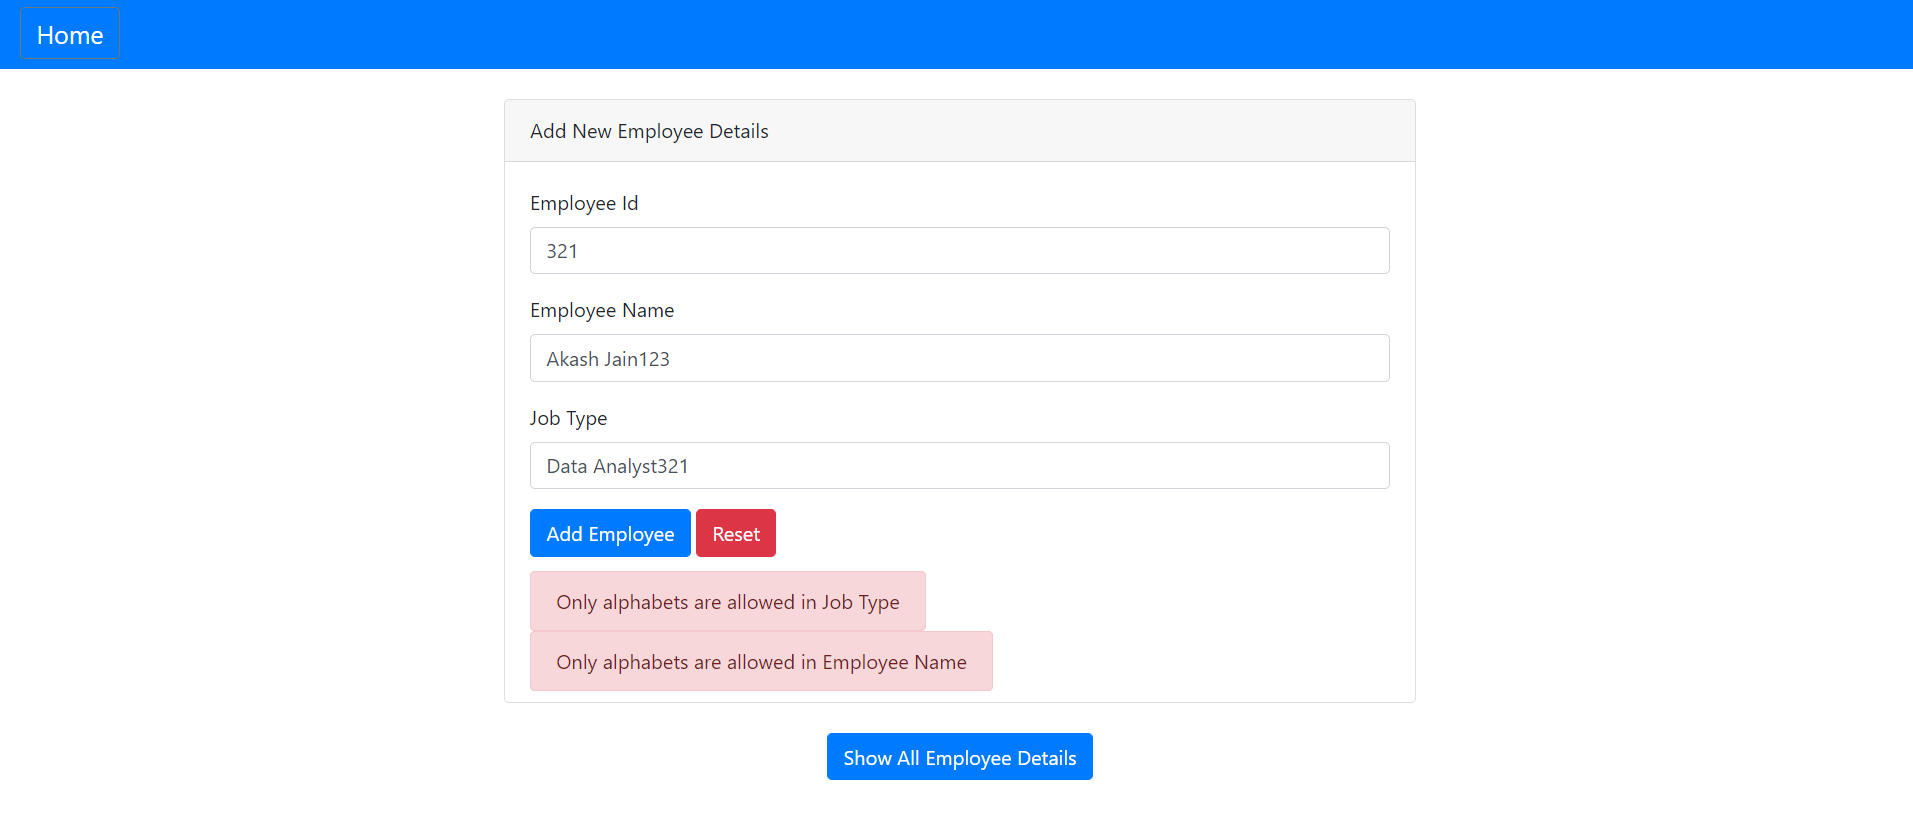 Home
Add New Employee Details
Employee Id
321
Employee Name
Akash Jain123
Job Type
Data Analyst321
Add Employee Reset
Only alphabets are allowed in Job Type
Only alphabets are allowed in Employee Name
Show All Employee Details